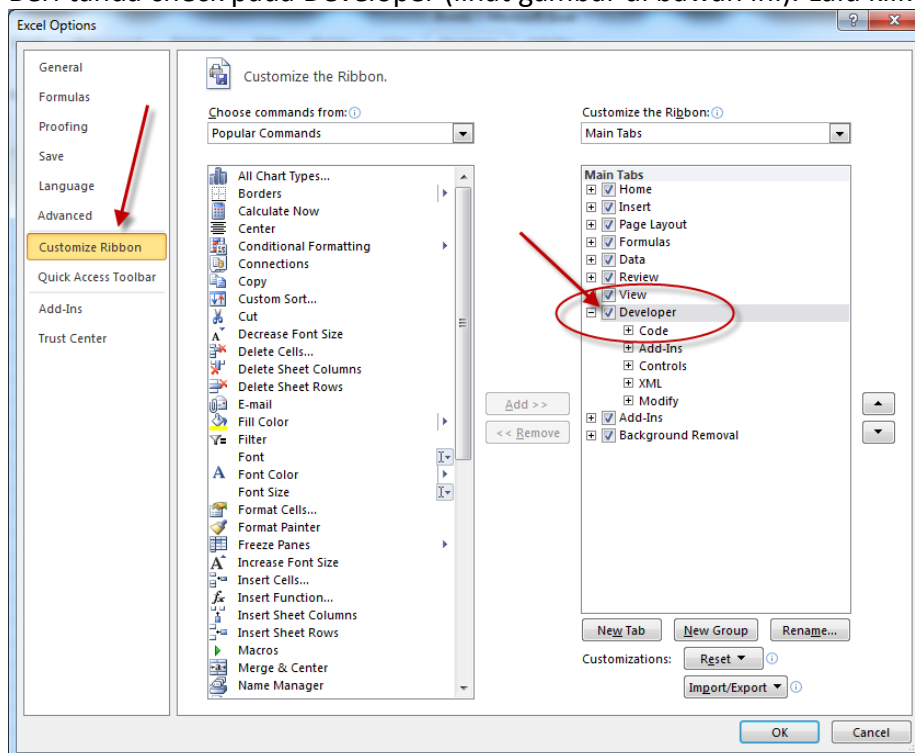 Excel Options
General
Formulas
Proofing
Save
Language
Advanced
Customize Ribbon
Quick Access Toolbar
Add-Ins
Trust Center
Customize the Ribbon.
Choose commands from:
Popular Commands
All Chart Types...
Borders
Calculate Now
Center
Conditional Formatting
Connections
Copy
Custom Sort...
Cut
Decrease Font Size
Delete Cells...
Delete Sheet Columns
Delete Sheet Rows
E-mail
Fill Color
Filter
Font
Font Color
Font Size
Format Cells...
Format Painter
Freeze Panes
Increase Font Size
Insert Cells...
Insert Function...
Insert Sheet Columns
Insert Sheet Rows
Macros
Merge & Center
Name Manager
Add >>
<< Remove
Customize the Ribbon:
Main Tabs
Main Tabs
Home
Insert
Page Layout
Formulas
Data
Review
View
Developer
Code
Add-Ins
Controls
XML
Modify
Add-Ins
Background Removal
New Tab
New Group
Rename...
Customizations:
Reset
Import/Export
OK
Cancel